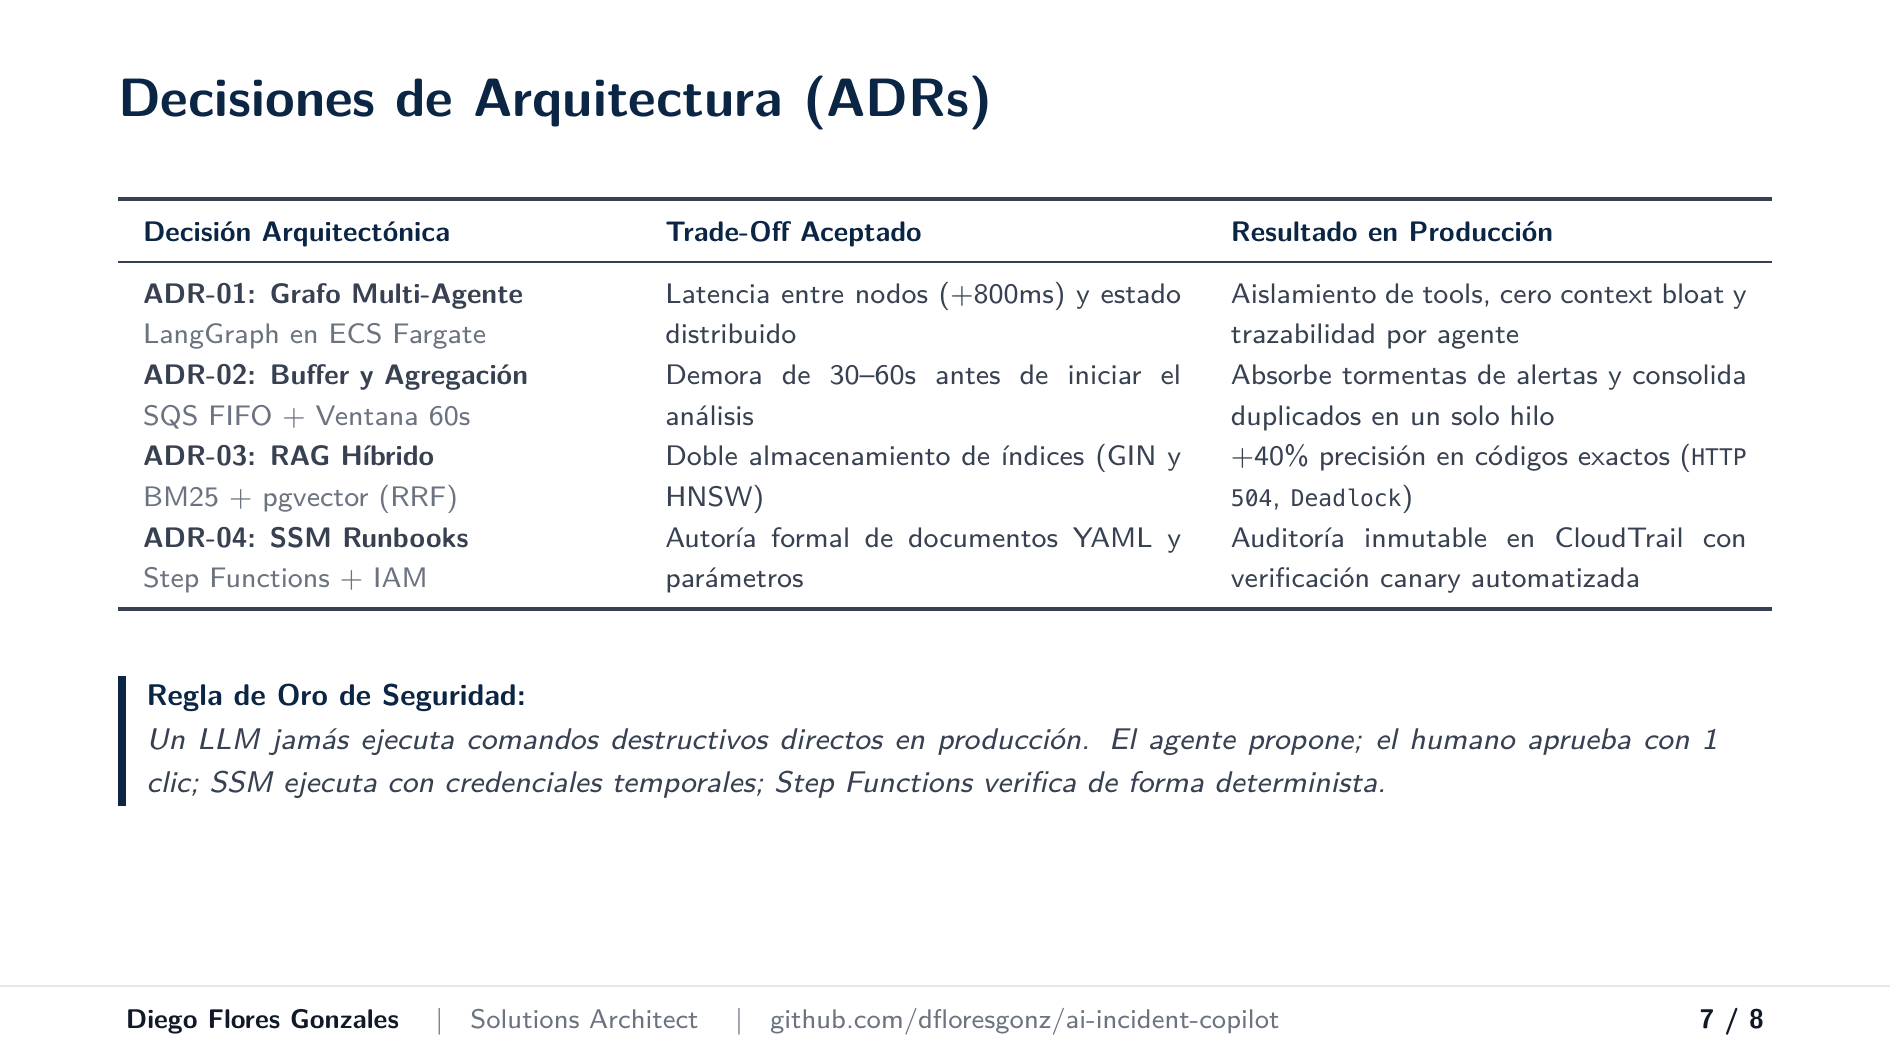 Decisiones de Arquitectura (ADRs)
Decisión Arquitectónica
Trade-Off Aceptado
Resultado en Producción
ADR-01: Grafo Multi-Agente
LangGraph en ECS Fargate
Latencia entre nodos (+800ms) y estado
distribuido
Aislamiento de tools, cero context bloat y
trazabilidad por agente
ADR-02: Buffer y Agregación
SQS FIFO + Ventana 60s
Demora de 30–60s antes de iniciar el
análisis
Absorbe tormentas de alertas y consolida
duplicados en un solo hilo
ADR-03: RAG Híbrido
BM25 + pgvector (RRF)
Doble almacenamiento de índices (GIN y
HNSW)
+40% precisión en códigos exactos (HTTP
504, Deadlock)
ADR-04: SSM Runbooks
Step Functions + IAM
Autoría formal de documentos YAML y
parámetros
Auditoría inmutable en CloudTrail con
verificación canary automatizada
Regla de Oro de Seguridad:
Un LLM jamás ejecuta comandos destructivos directos en producción. El agente propone; el humano aprueba con 1
clic; SSM ejecuta con credenciales temporales; Step Functions verifica de forma determinista.
Diego Flores Gonzales | Solutions Architect | github.com/dfloresgonz/ai-incident-copilot
7 / 8